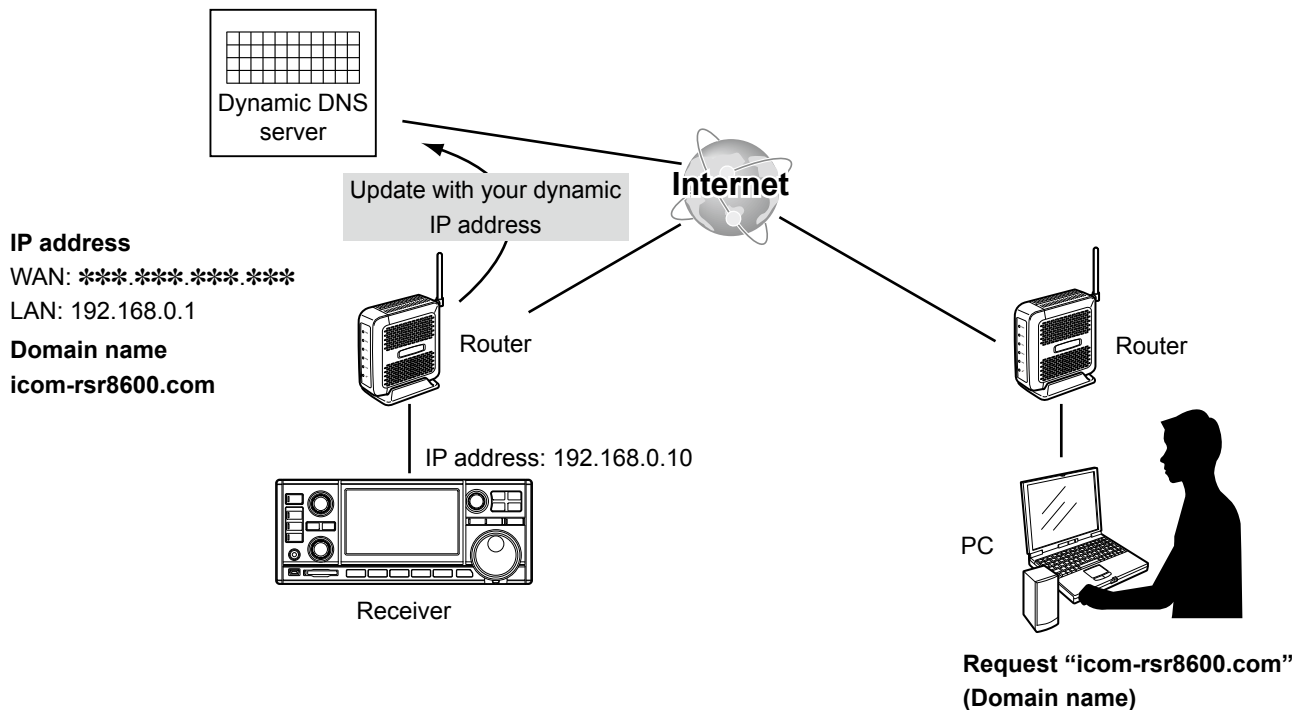 Dynamic DNS
server
Internet
Update with your dynamic
IP address
IP address
WAN: ***.***.***.***
LAN: 192.168.0.1
Domain name
icom-rsr8600.com
Router
Router
IP address: 192.168.0.10
Receiver
PC
Request “icom-rsr8600.com”
(Domain name)